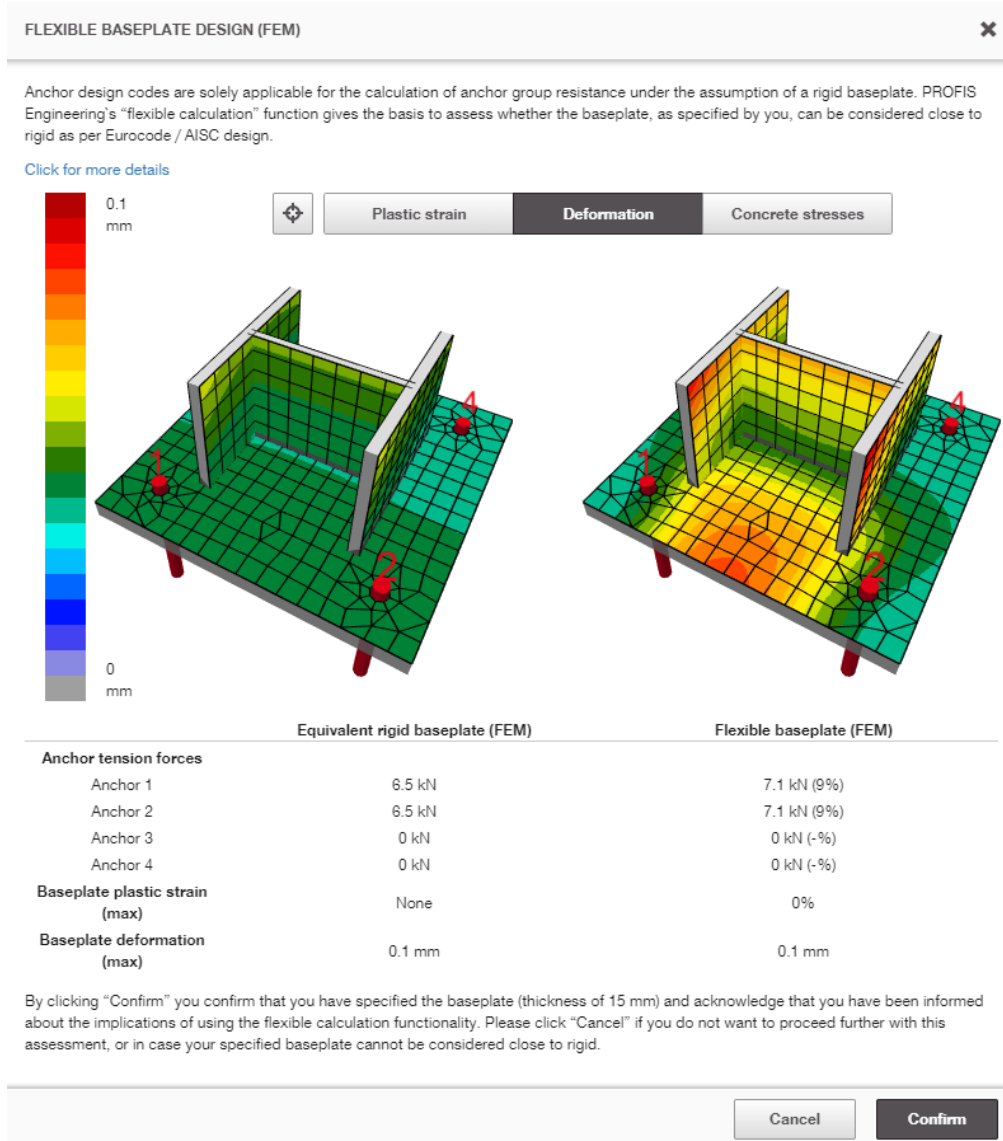 FLEXIBLE BASEPLATE DESIGN (FEM)
Anchor design codes are solely applicable for the calculation of anchor group resistance under the assumption of a rigid baseplate. PROFIS
Engineering`s “flexible calculation” function gives the basis to assess whether the baseplate, as specified by you, can be considered close to
rigid as per Eurocode / AISC design.
Click for more details
0.1
mm
Plastic strain Deformation Concrete stresses
4 4
1 1
2 2
0
mm
Equivalent rigid baseplate (FEM) Flexible baseplate (FEM)
Anchor tension forces
Anchor 1 6.5 kN 7.1 kN (9%)
Anchor 2 6.5 kN 7.1 kN (9%)
Anchor 3 0 kN 0 kN (-%)
Anchor 4 0 kN 0 kN (-%)
Baseplate plastic strain
(max) None 0%
Baseplate deformation
(max) 0.1 mm 0.1 mm
By clicking “Confirm” you confirm that you have specified the baseplate (thickness of 15 mm) and acknowledge that you have been informed
about the implications of using the flexible calculation functionality. Please click “Cancel” if you do not want to proceed further with this
assessment, or in case your specified baseplate cannot be considered close to rigid.
Cancel Confirm